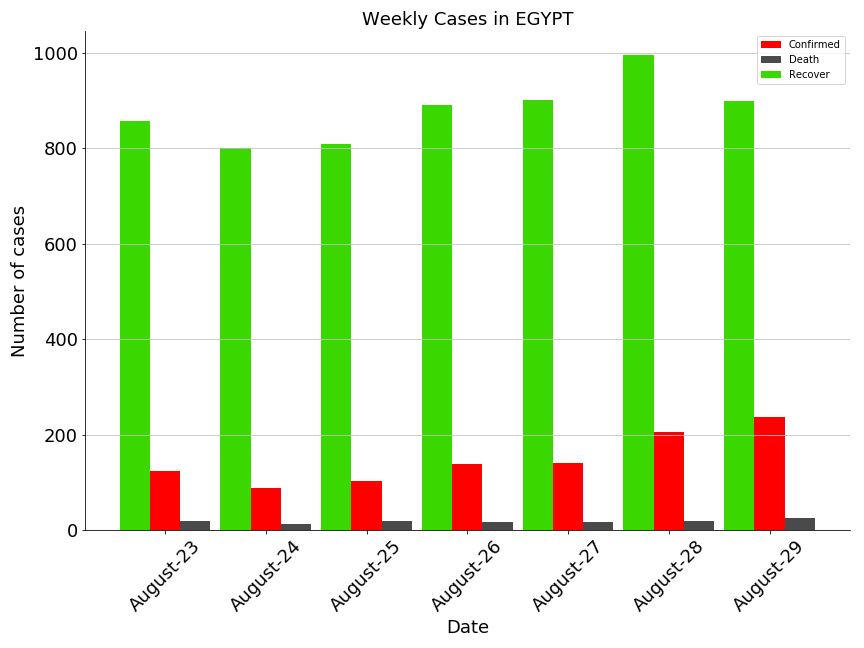 Weekly Cases in EGYPT
Confirmed
Death
Recover
Number of cases
1000
800
600
400
200
0
August-23
August-24
August-25
August-26
August-27
August-28
August-29
Date